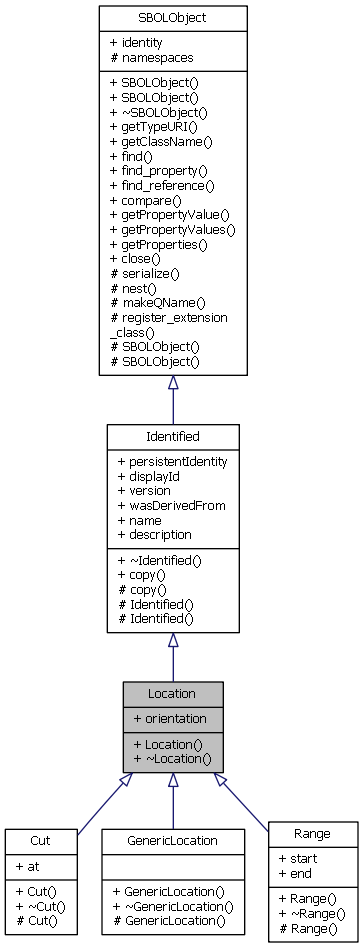 SBOLObject
+ identity
# namespaces
+ SBOLObject()
+ SBOLObject()
+ ~SBOLObject()
+ getTypeURI()
+ getClassName()
+ find()
+ find_property()
+ find_reference()
+ compare()
+ getPropertyValue()
+ getPropertyValues()
+ getProperties()
+ close()
# serialize()
# nest()
# makeQName()
# register_extension
_class()
# SBOLObject()
# SBOLObject()
Identified
+ persistentIdentity
+ displayId
+ version
+ wasDerivedFrom
+ name
+ description
+ ~Identified()
+ copy()
# copy()
# Identified()
# Identified()
Location
+ orientation
+ Location()
+ ~Location()
Cut
+ at
+ Cut()
+ ~Cut()
# Cut()
GenericLocation
+ GenericLocation()
+ ~GenericLocation()
# GenericLocation()
Range
+ start
+ end
+ Range()
+ ~Range()
# Range()